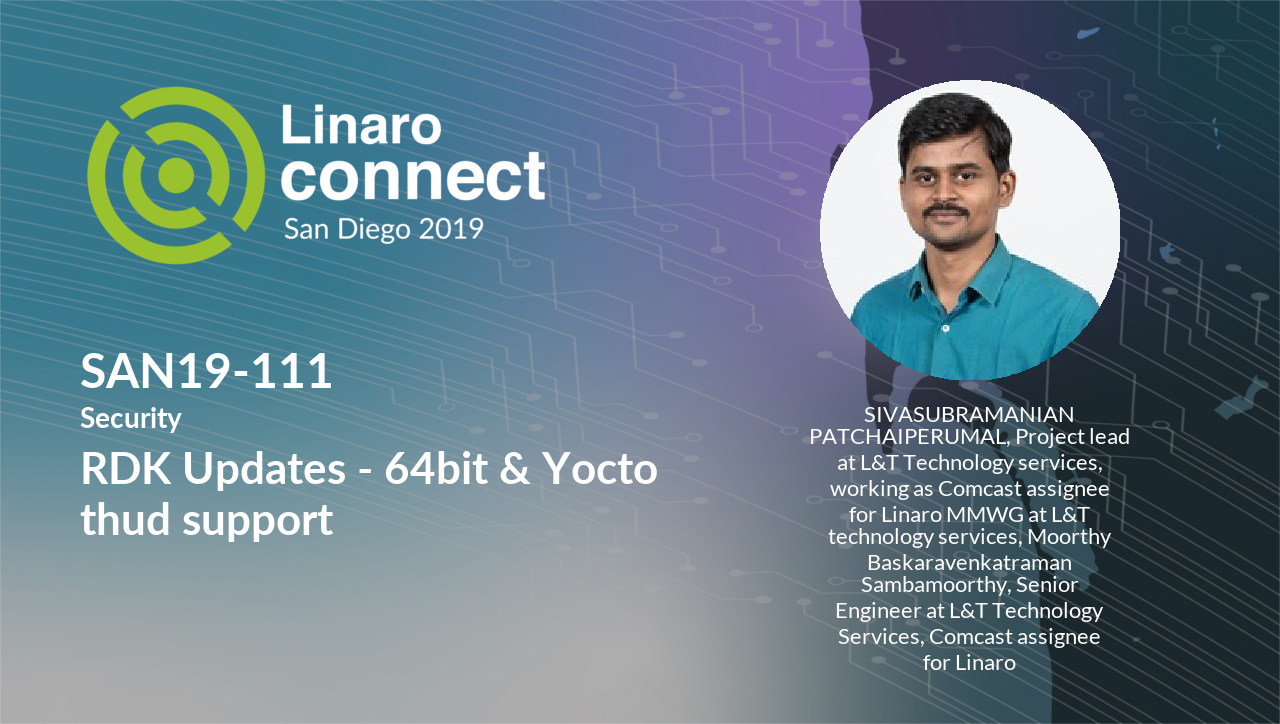 Linaro
connect
San Diego 2019
SAN19-111
Security
RDK Updates - 64bit & Yocto
thud support
SIVASUBRAMANIAN
PATCHAIPERUMAL, Project lead
at L&T Technology services,
working as Comcast assignee
for Linaro MMWG at L&T
technology services, Moorthy
Baskaravenkatraman
Sambamoorthy, Senior
Engineer at L&T Technology
Services, Comcast assignee
for Linaro